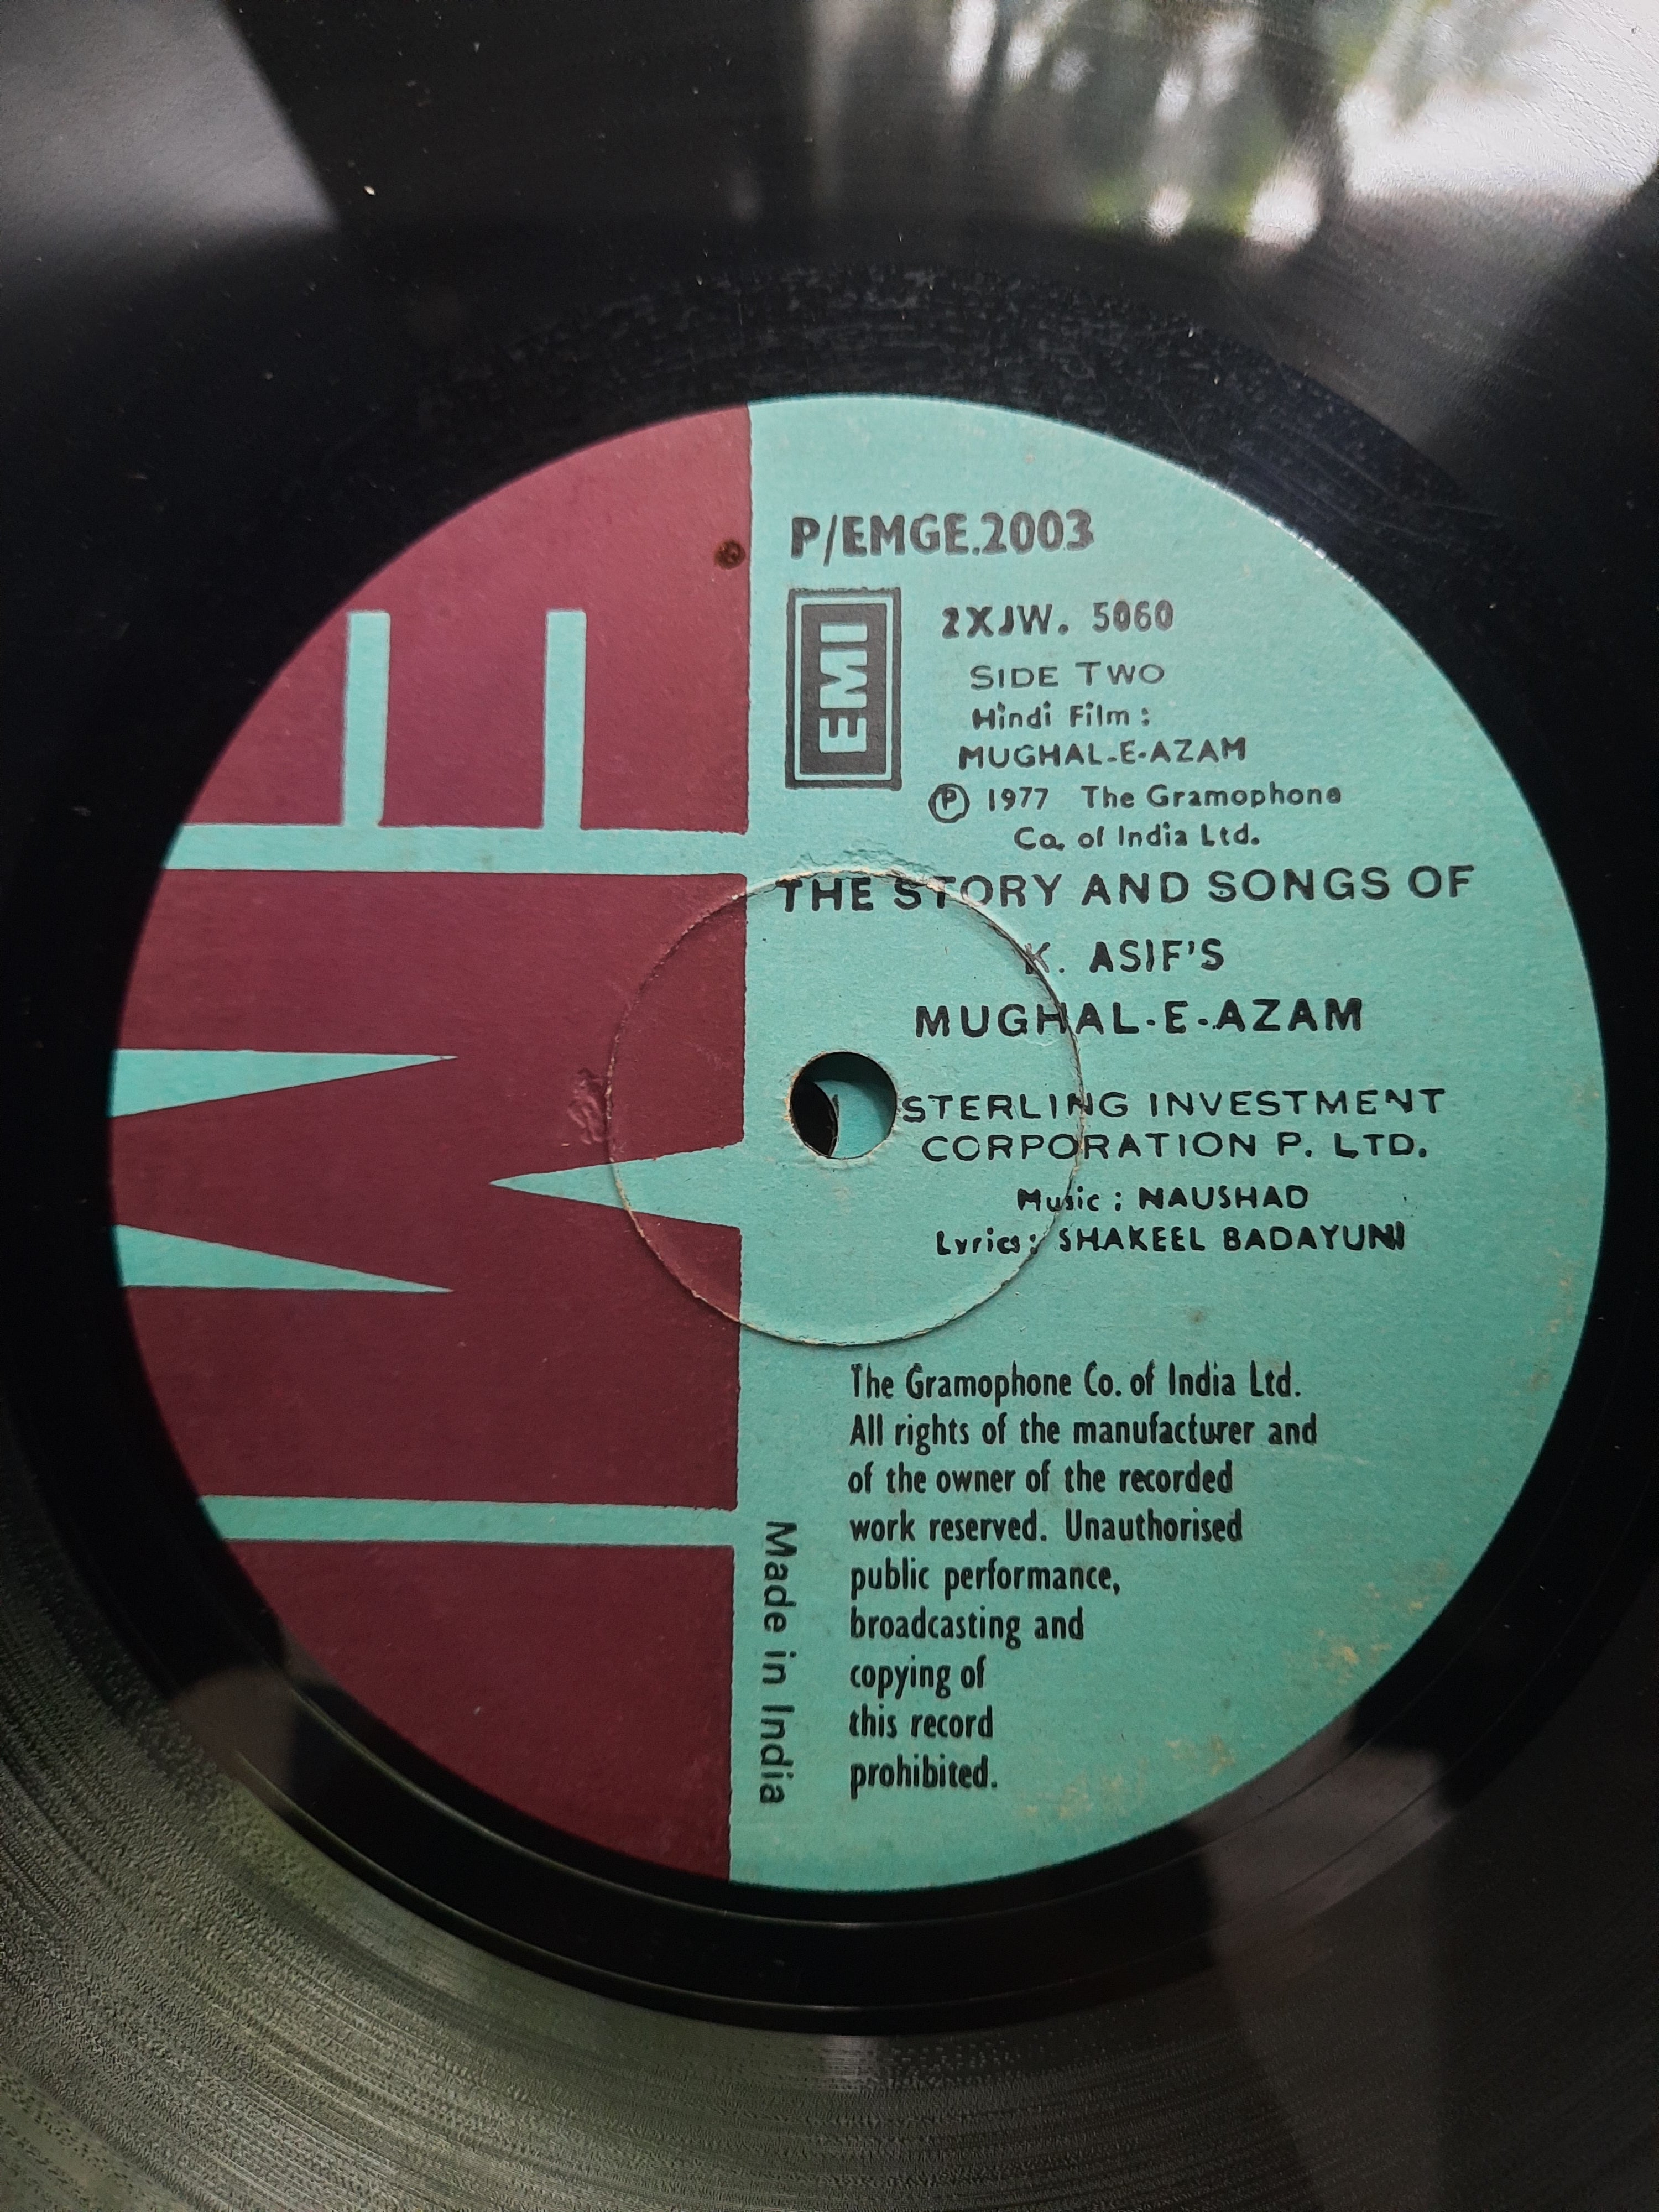 P/EMGE.2003
EMI
2XJW. 5060
SIDE TWO
Hindi Film :
MUGHAL-E-AZAM
Ⓟ 1977 The Gramophone
Co. of India Ltd.
THE STORY AND SONGS OF
K. ASIF'S
MUGHAL-E-AZAM
STERLING INVESTMENT
CORPORATION P. LTD.
Music : NAUSHAD
Lyrics: SHAKEEL BADAYUNI
The Gramophone Co. of India Ltd.
All rights of the manufacturer and
of the owner of the recorded
work reserved. Unauthorised
public performance,
broadcasting and
copying of
this record
prohibited.
Made in India
EMI